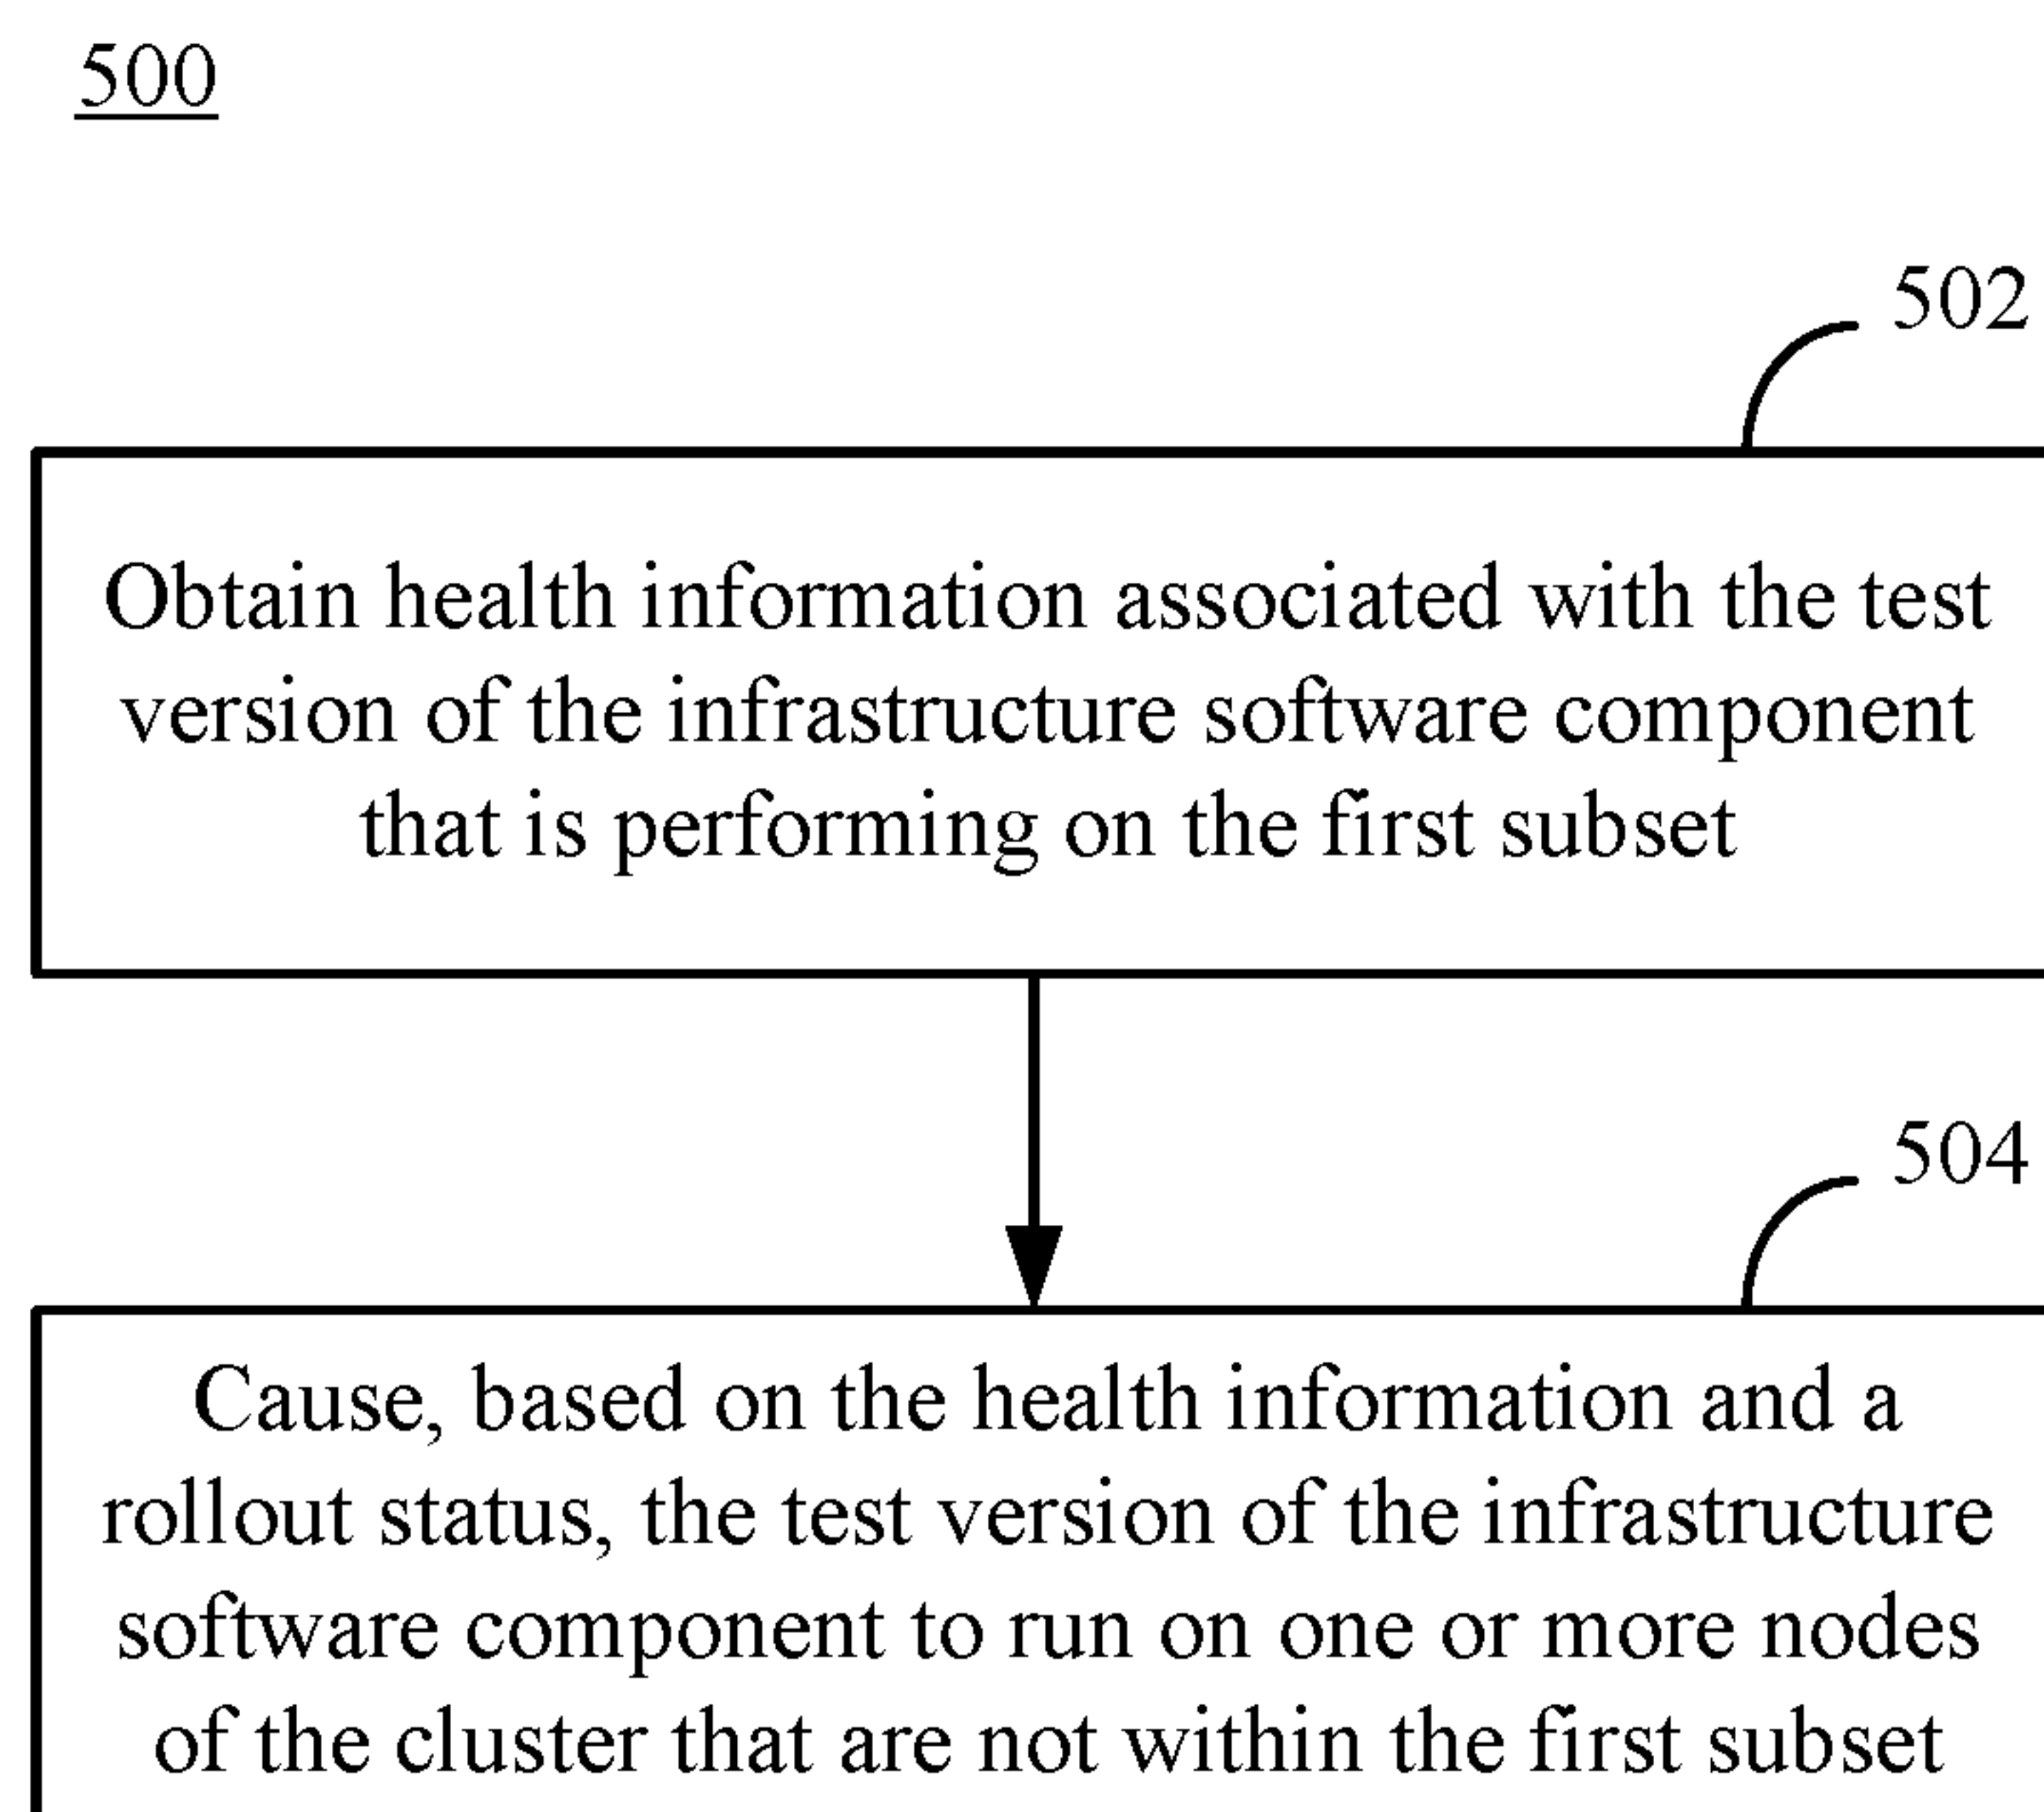 500
502
Obtain health information associated with the test
version of the infrastructure software component
that is performing on the first subset
504
Cause, based on the health information and a
rollout status, the test version of the infrastructure
software component to run on one or more nodes
of the cluster that are not within the first subset